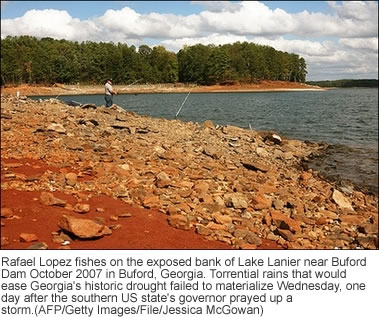 Rafael Lopez fishes on the exposed bank of Lake Lanier near Buford
Dam October 2007 in Buford, Georgia. Torrential rains that would
ease Georgia's historic drought failed to materialize Wednesday, one
day after the southern US state's governor prayed up a
storm.(AFP/Getty Images/File/Jessica McGowan)